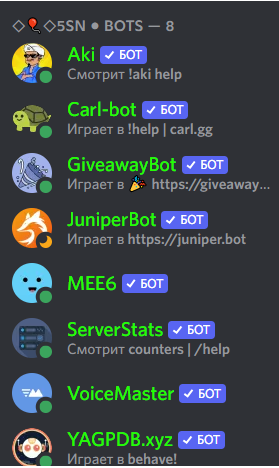 ◇🎈◇5SN ● BOTS — 8
Aki ✓ БОТ
Смотрит !aki help
Carl-bot ✓ БОТ
Играет в !help | carl.gg
GiveawayBot ✓ БОТ
Играет в 🎉 https://giveaway...
JuniperBot ✓ БОТ
Играет в https://juniper.bot
MEE6 ✓ БОТ
ServerStats ✓ БОТ
Смотрит counters | /help
VoiceMaster ✓ БОТ
YAGPDB.xyz ✓ БОТ
Играет в behave!